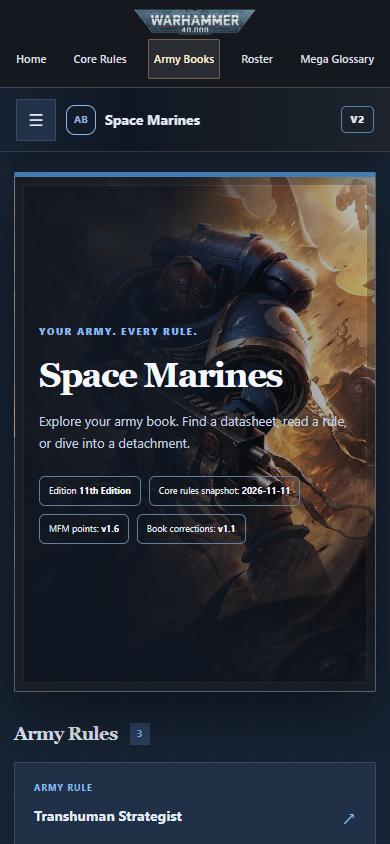 WARHAMMER
40,000
Home
Core Rules
Army Books
Roster
Mega Glossary
☰
AB
Space Marines
V2
YOUR ARMY. EVERY RULE.
Space Marines
Explore your army book. Find a datasheet, read a rule,
or dive into a detachment.
Edition 11th Edition
Core rules snapshot: 2026-11-11
MFM points: v1.6
Book corrections: v1.1
Army Rules
3
ARMY RULE
Transhuman Strategist
↗